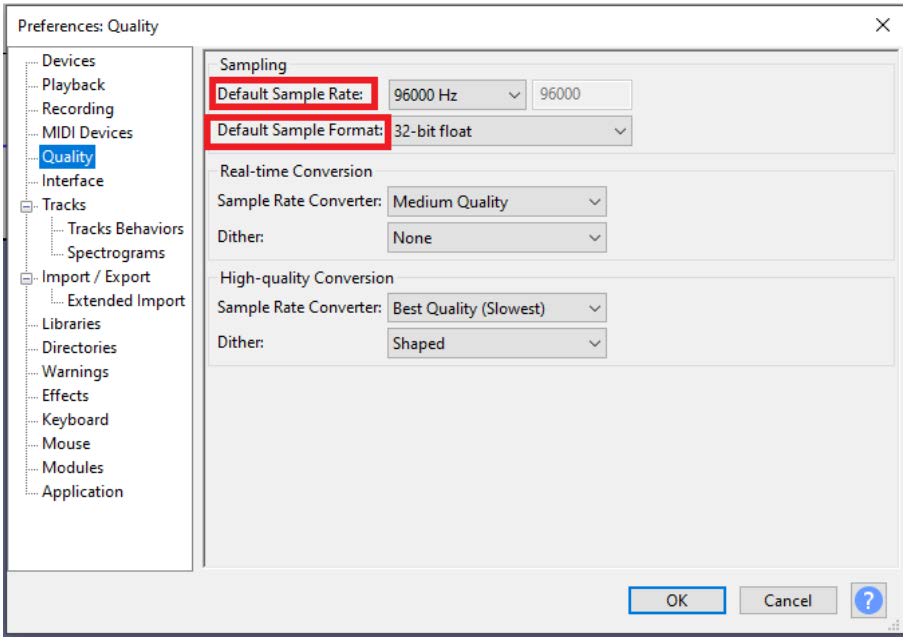 Preferences: Quality
Devices
Playback
Recording
MIDI Devices
Quality
Interface
Tracks
Tracks Behaviors
Spectrograms
Import / Export
Extended Import
Libraries
Directories
Warnings
Effects
Keyboard
Mouse
Modules
Application
Sampling
Default Sample Rate: 96000 Hz 96000
Default Sample Format: 32-bit float
Real-time Conversion
Sample Rate Converter: Medium Quality
Dither: None
High-quality Conversion
Sample Rate Converter: Best Quality (Slowest)
Dither: Shaped
OK Cancel ?